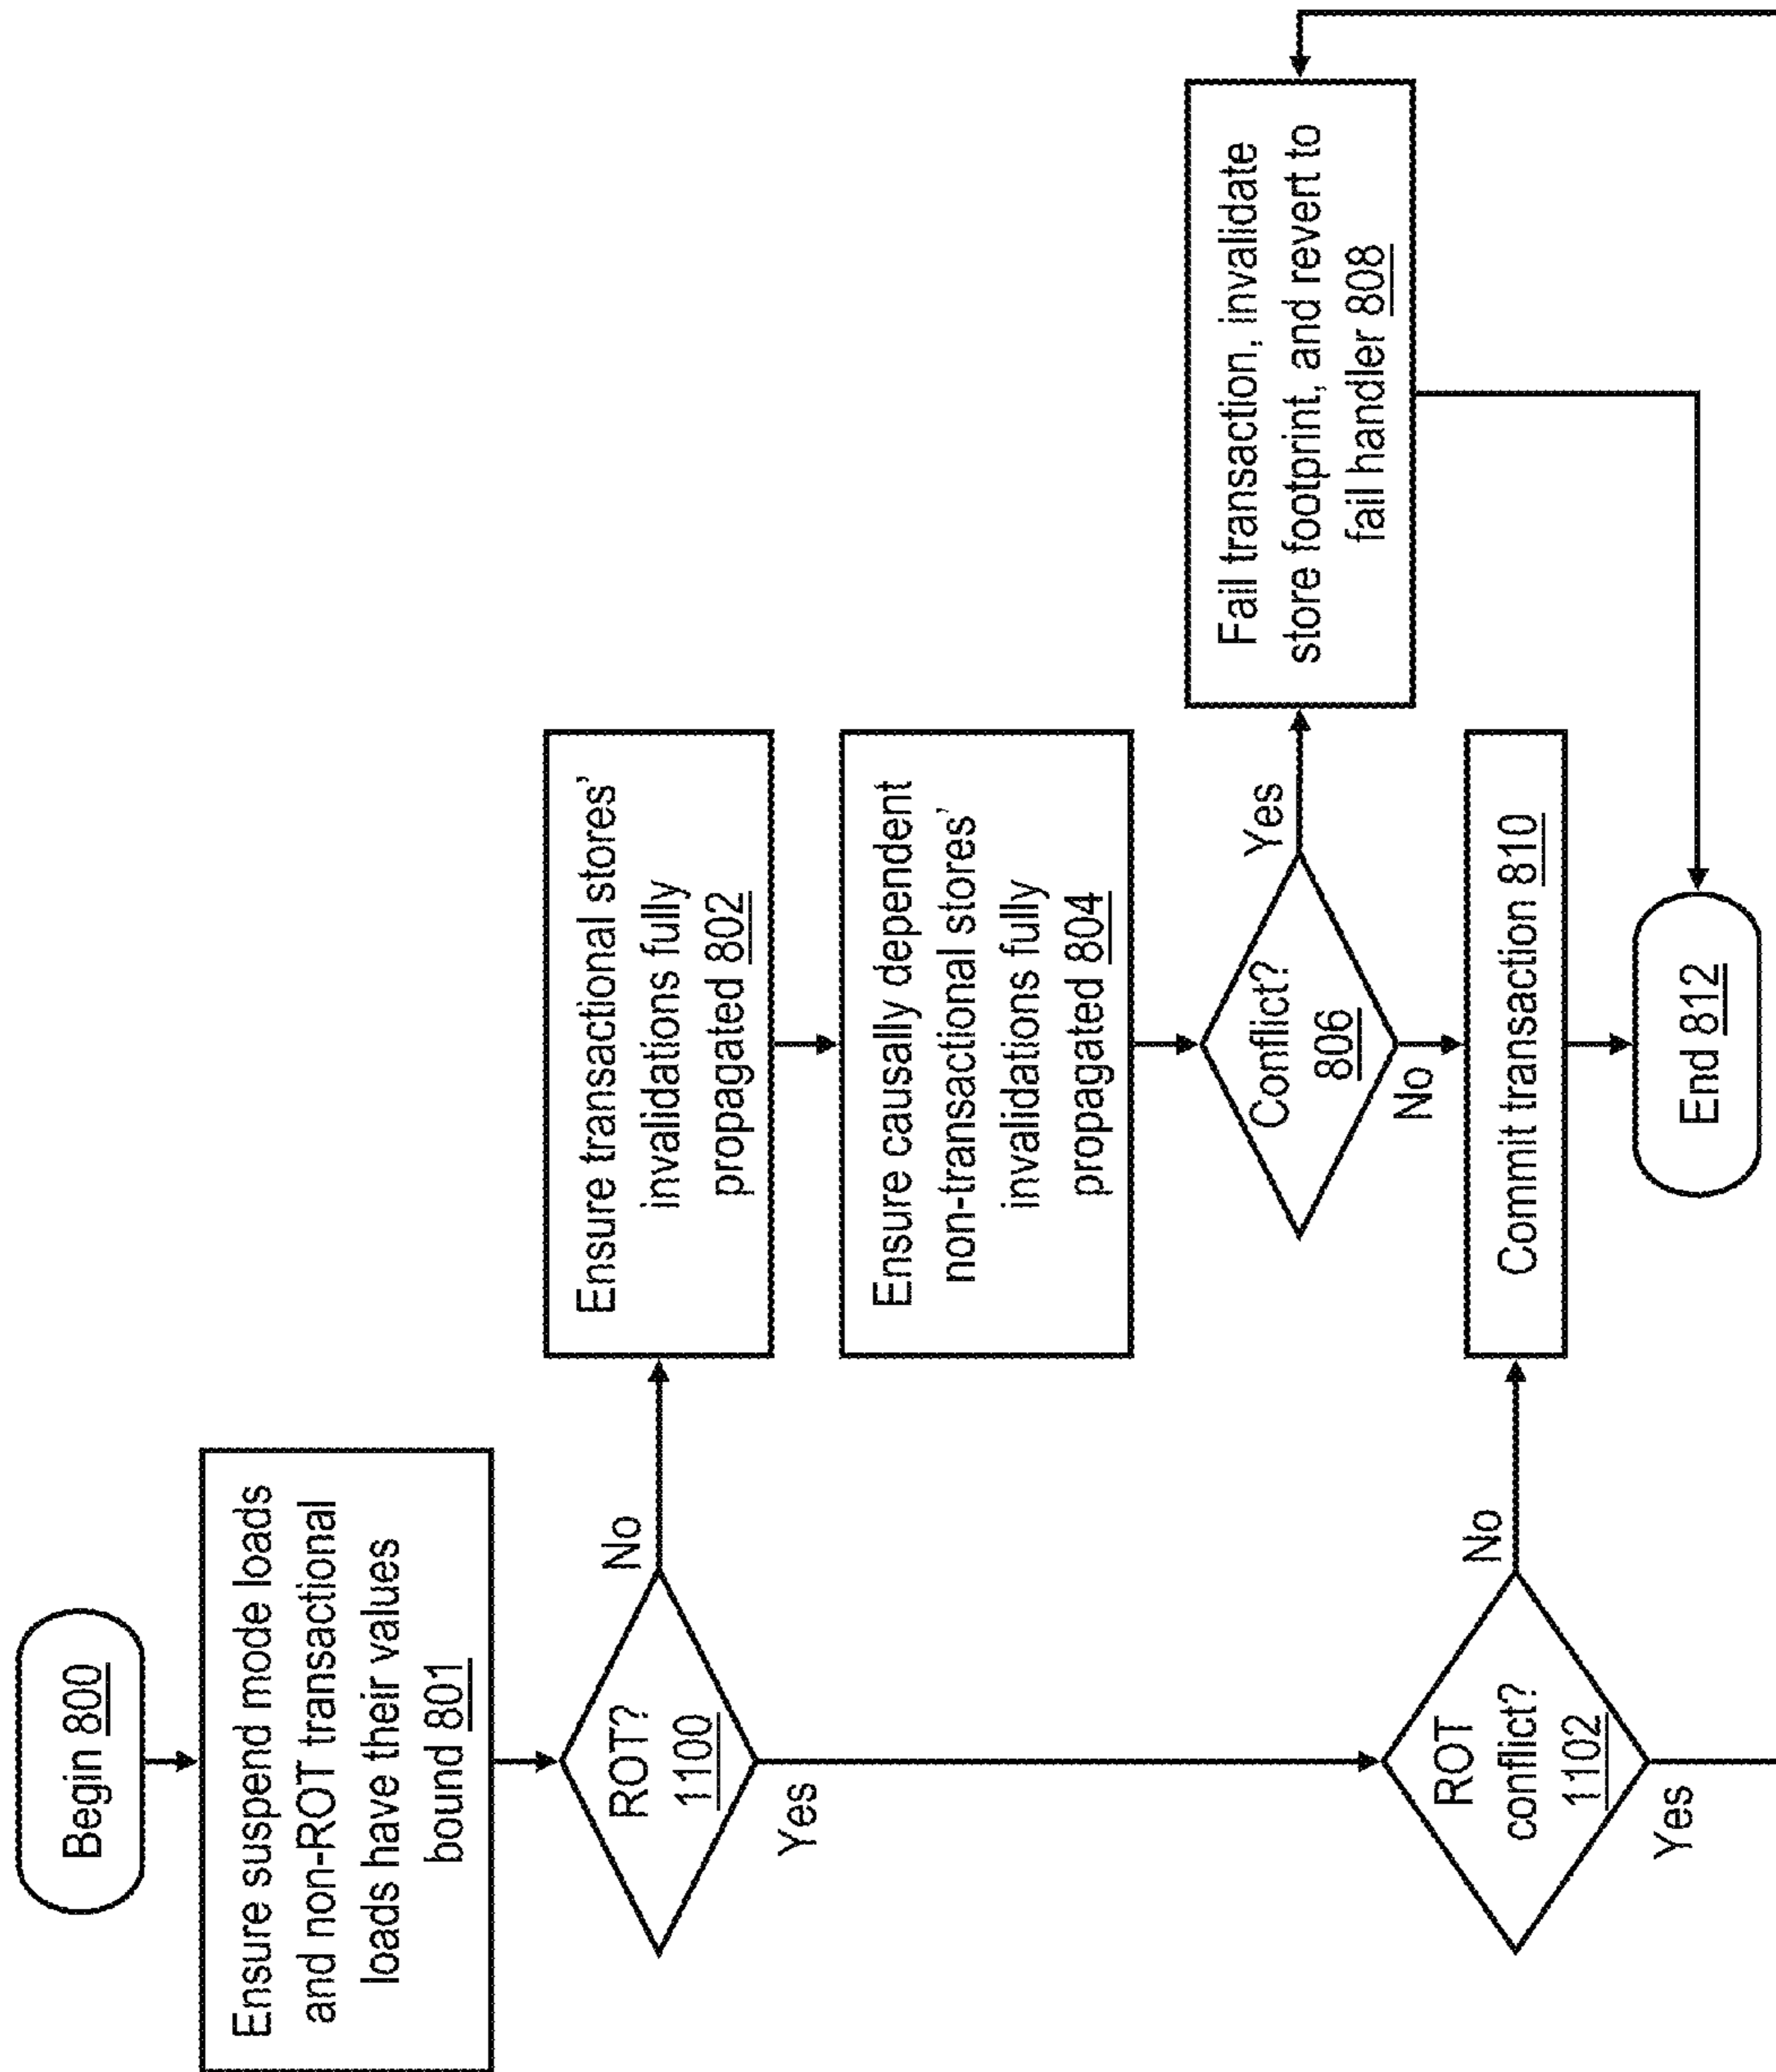 Begin 800
Ensure suspend mode loads
and non-ROT transactional
loads have their values
bound 801
ROT?
1100
No
Yes
Ensure transactional stores'
invalidations fully
propagated 802
Ensure causally dependent
non-transactional stores'
invalidations fully
propagated 804
Conflict?
806
Yes
No
Fail transaction, invalidate
store footprint, and revert to
fail handler 808
ROT
conflict?
1102
No
Yes
Commit transaction 810
End 812